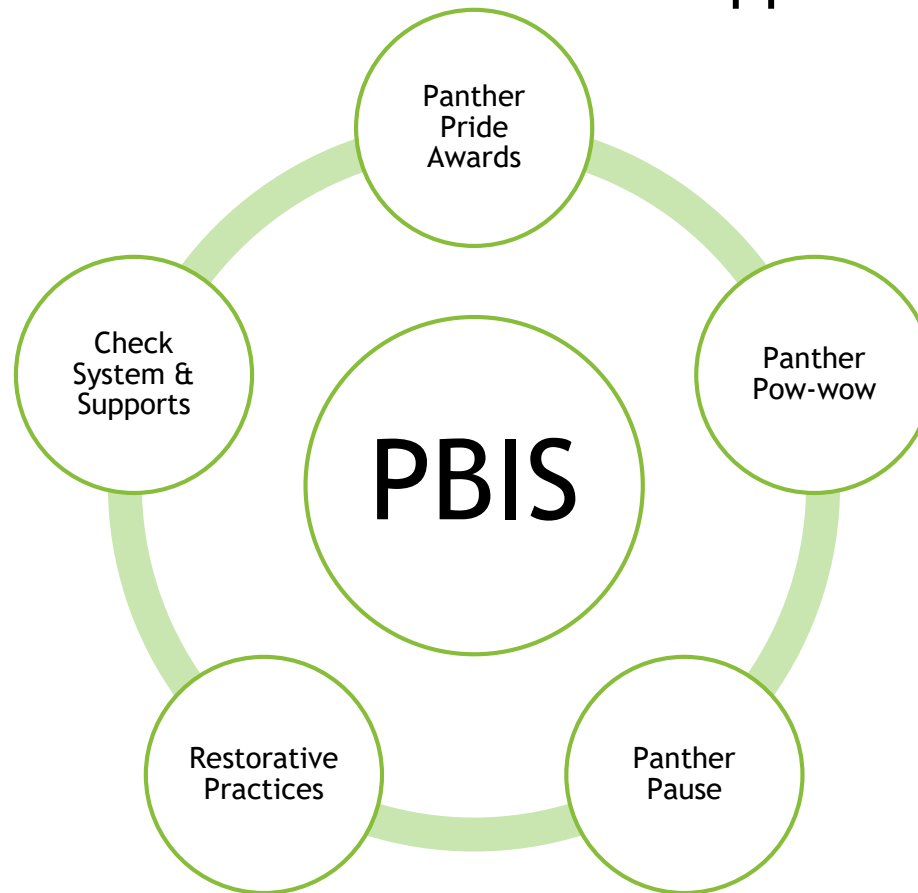 Panther
Pride
Awards
Check
System &
Supports
Panther
Pow-wow
PBIS
Restorative
Practices
Panther
Pause